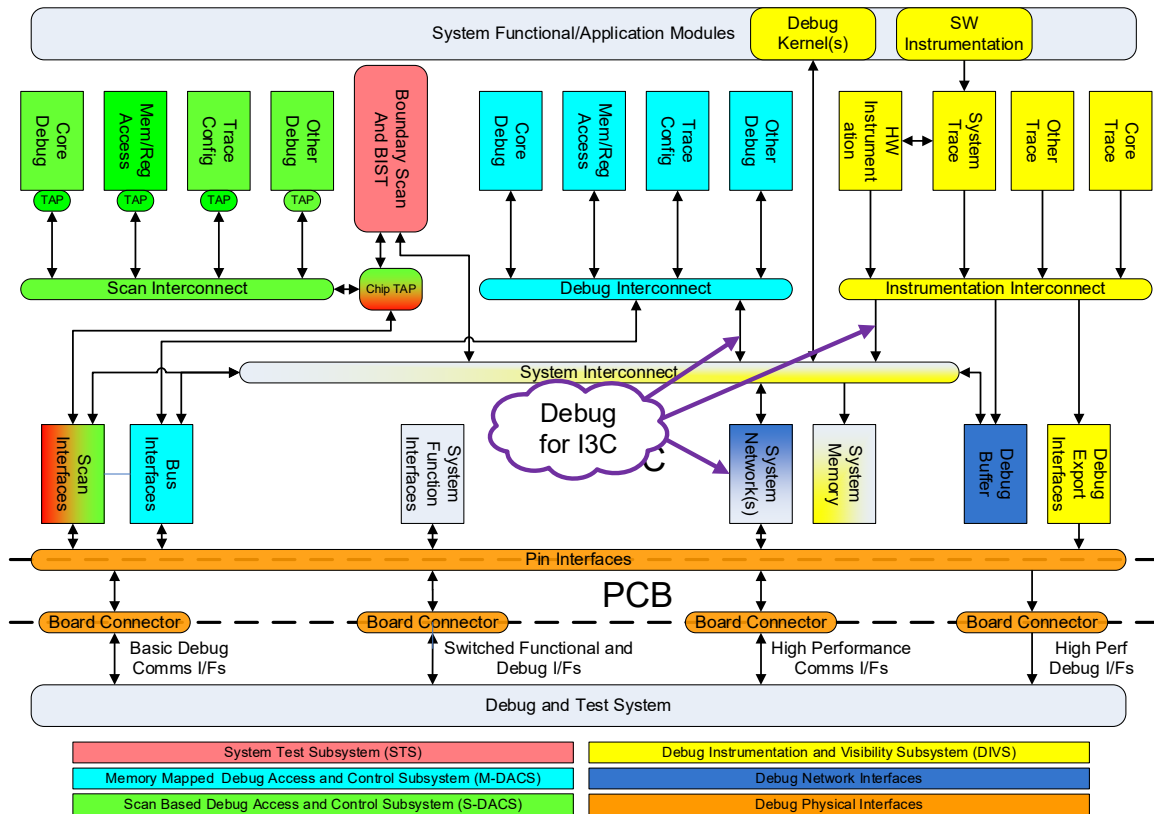 System Functional/Application Modules
Debug
Kernel(s)
SW
Instrumentation
Core
Debug
TAP
Mem/Reg
Access
TAP
Trace
Config
TAP
Other
Debug
TAP
Boundary Scan
And BIST
Core
Debug
Mem/Reg
Access
Trace
Config
Other
Debug
HW
Instrument
ation
System
Trace
Other
Trace
Core
Trace
Scan Interconnect
Chip TAP
Debug Interconnect
Instrumentation Interconnect
System Interconnect
Debug
for I3C
C
Scan
Interfaces
Bus
Interfaces
System
Function
Interfaces
System
Network(s)
System
Memory
Debug
Buffer
Debug
Export
Interfaces
Pin Interfaces
PCB
Board Connector
Board Connector
Board Connector
Board Connector
Basic Debug
Comms I/Fs
Switched Functional and
Debug I/Fs
High Performance
Comms I/Fs
High Perf
Debug I/Fs
Debug and Test System
System Test Subsystem (STS)
Debug Instrumentation and Visibility Subsystem (DIVS)
Memory Mapped Debug Access and Control Subsystem (M-DACS)
Debug Network Interfaces
Scan Based Debug Access and Control Subsystem (S-DACS)
Debug Physical Interfaces